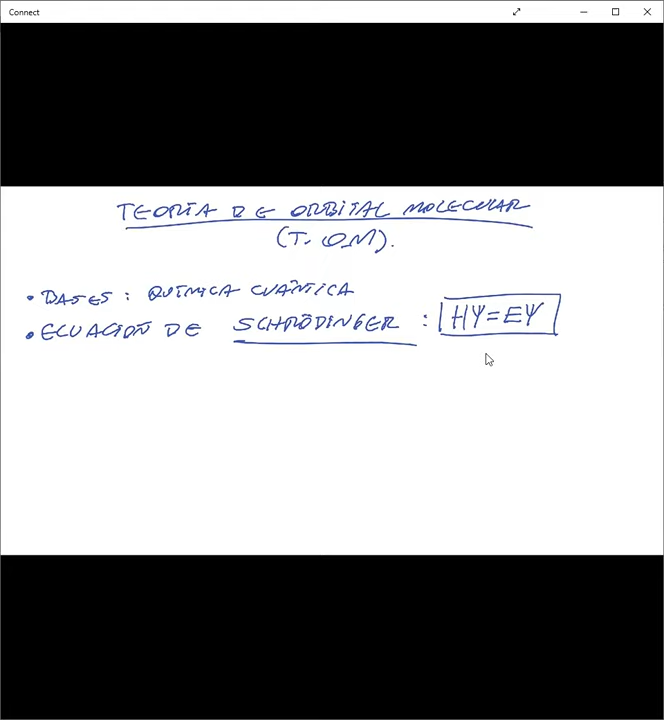 Connect
TEORÍA DE ORBITAL MOLECULAR
(T. OM).
• BASES : QUÍMICA CUÁNTICA
• ECUACIÓN DE SCHRÖDINGER : HΨ=EΨ